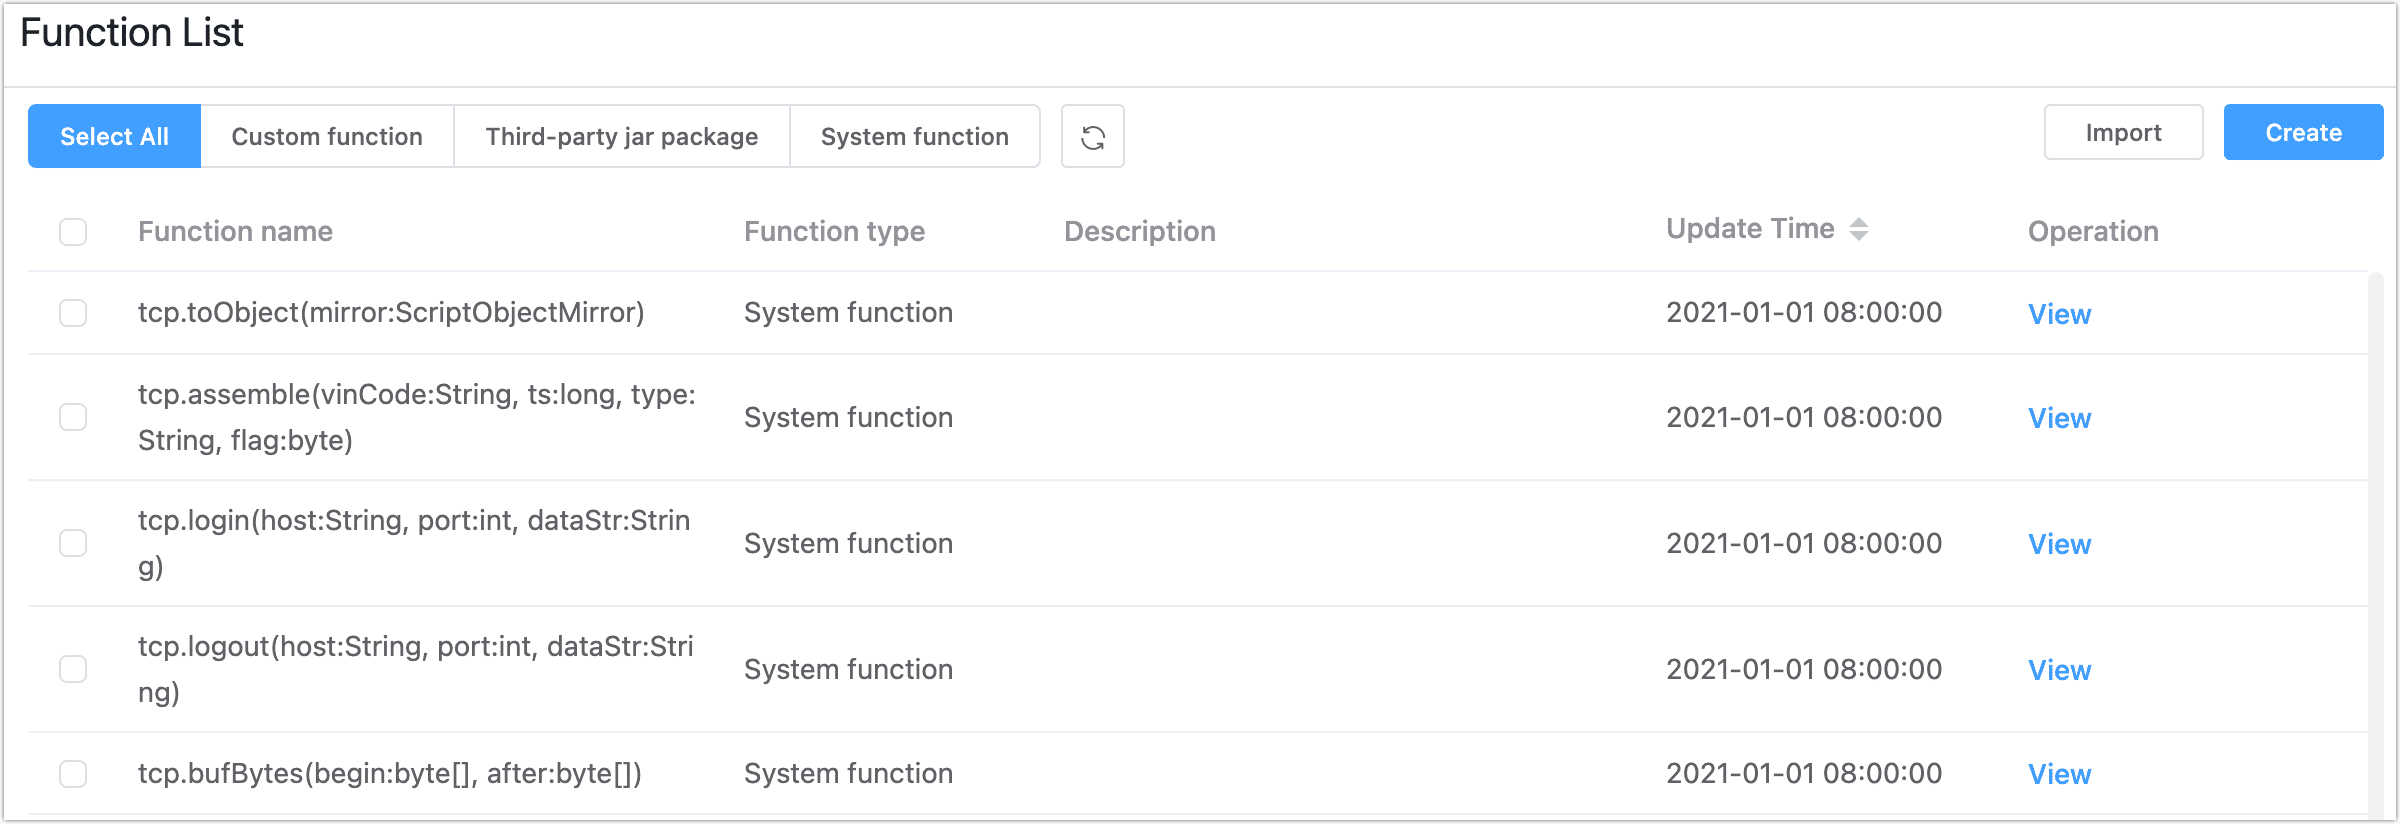 Function List
Select All Custom function Third-party jar package System function Import Create
Function name Function type Description Update Time Operation
tcp.toObject(mirror:ScriptObjectMirror) System function 2021-01-01 08:00:00 View
tcp.assemble(vinCode:String, ts:long, type:
String, flag:byte) System function 2021-01-01 08:00:00 View
tcp.login(host:String, port:int, dataStr:Strin
g) System function 2021-01-01 08:00:00 View
tcp.logout(host:String, port:int, dataStr:Stri
ng) System function 2021-01-01 08:00:00 View
tcp.bufBytes(begin:byte[], after:byte[]) System function 2021-01-01 08:00:00 View